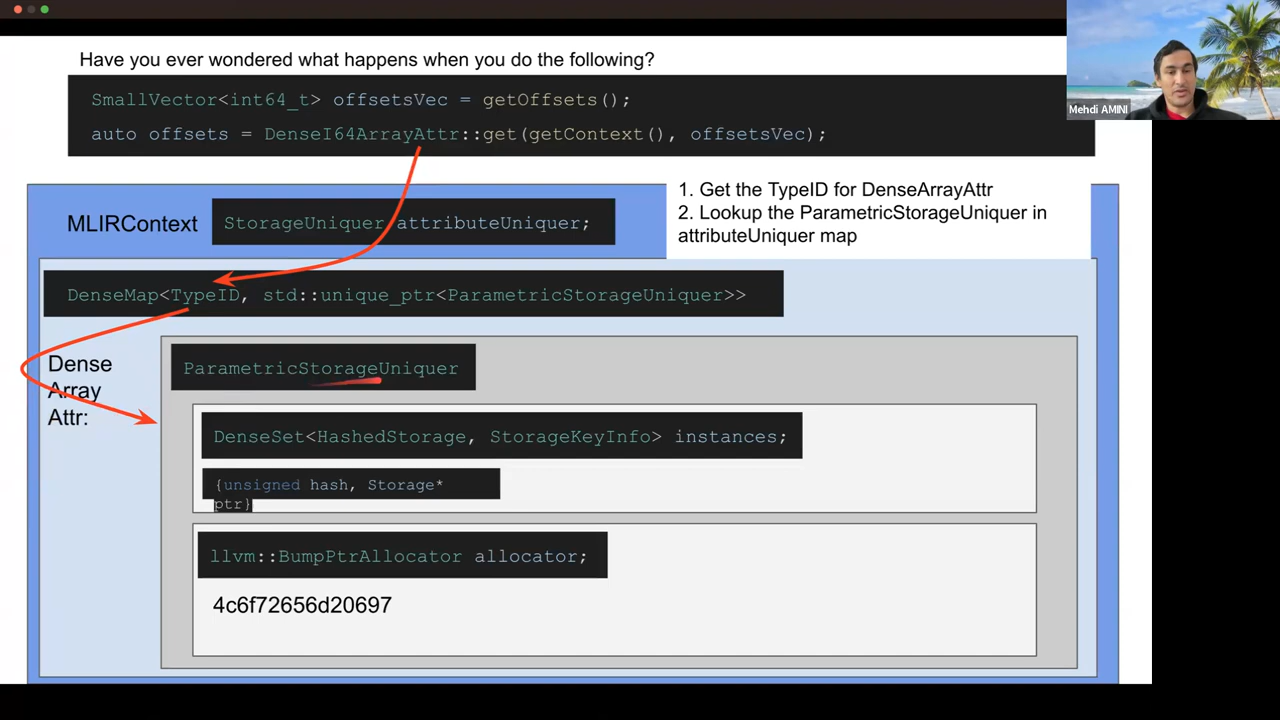 Have you ever wondered what happens when you do the following?
SmallVector<int64_t> offsetsVec = getOffsets();
auto offsets = DenseI64ArrayAttr::get(getContext(), offsetsVec);
Mehdi AMINI
MLIRContext
StorageUniquer attributeUniquer;
1. Get the TypeID for DenseArrayAttr
2. Lookup the ParametricStorageUniquer in
attributeUniquer map
DenseMap<TypeID, std::unique_ptr<ParametricStorageUniquer>>
Dense
Array
Attr:
ParametricStorageUniquer
DenseSet<HashedStorage, StorageKeyInfo> instances;
{unsigned hash, Storage*
ptr}
llvm::BumpPtrAllocator allocator;
4c6f72656d20697